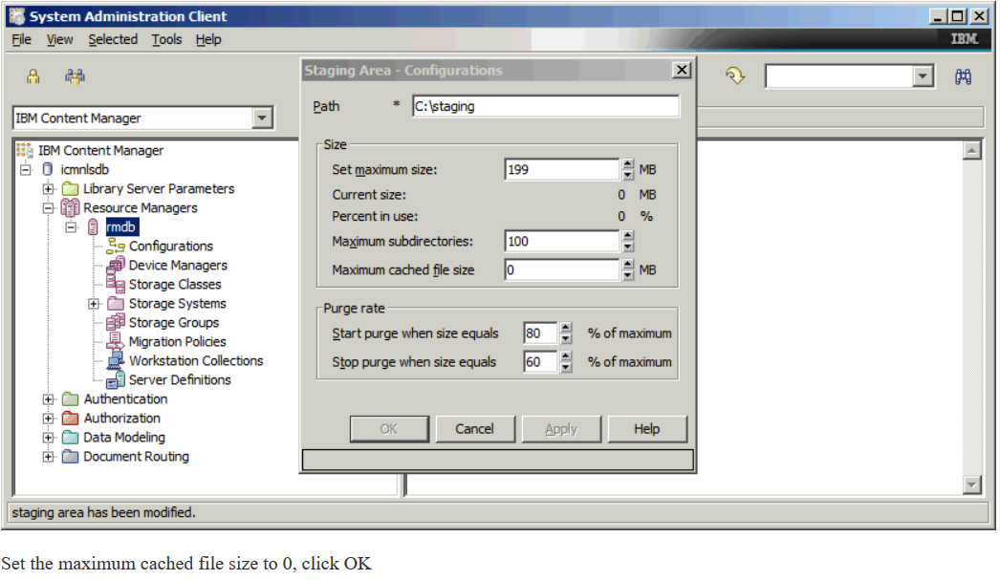 System Administration Client
File View Selected Tools Help
IBM.
IBM Content Manager
IBM Content Manager
icmnlsdb
Library Server Parameters
Resource Managers
rmdb
Configurations
Device Managers
Storage Classes
Storage Systems
Storage Groups
Migration Policies
Workstation Collections
Server Definitions
Authentication
Authorization
Data Modeling
Document Routing
Staging Area - Configurations
Path * C:\staging
Size
Set maximum size: 199 MB
Current size: 0 MB
Percent in use: 0 %
Maximum subdirectories: 100
Maximum cached file size 0 MB
Purge rate
Start purge when size equals 80 % of maximum
Stop purge when size equals 60 % of maximum
OK Cancel Apply Help
staging area has been modified.
Set the maximum cached file size to 0, click OK